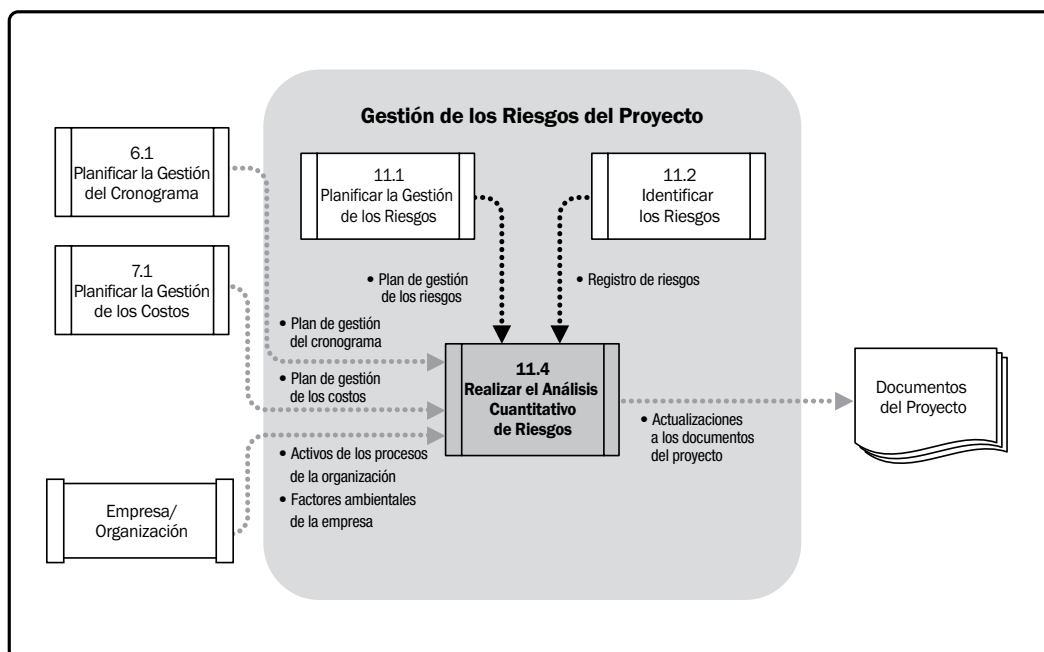 Gestión de los Riesgos del Proyecto
6.1
Planificar la Gestión
del Cronograma
11.1
Planificar la Gestión
de los Riesgos
11.2
Identificar
los Riesgos
7.1
Planificar la Gestión
de los Costos
• Plan de gestión
de los riesgos
• Registro de riesgos
• Plan de gestión
del cronograma
• Plan de gestión
de los costos
11.4
Realizar el Análisis
Cuantitativo
de Riesgos
Documentos
del Proyecto
• Actualizaciones
a los documentos
del proyecto
• Activos de los procesos
de la organización
• Factores ambientales
de la empresa
Empresa/
Organización